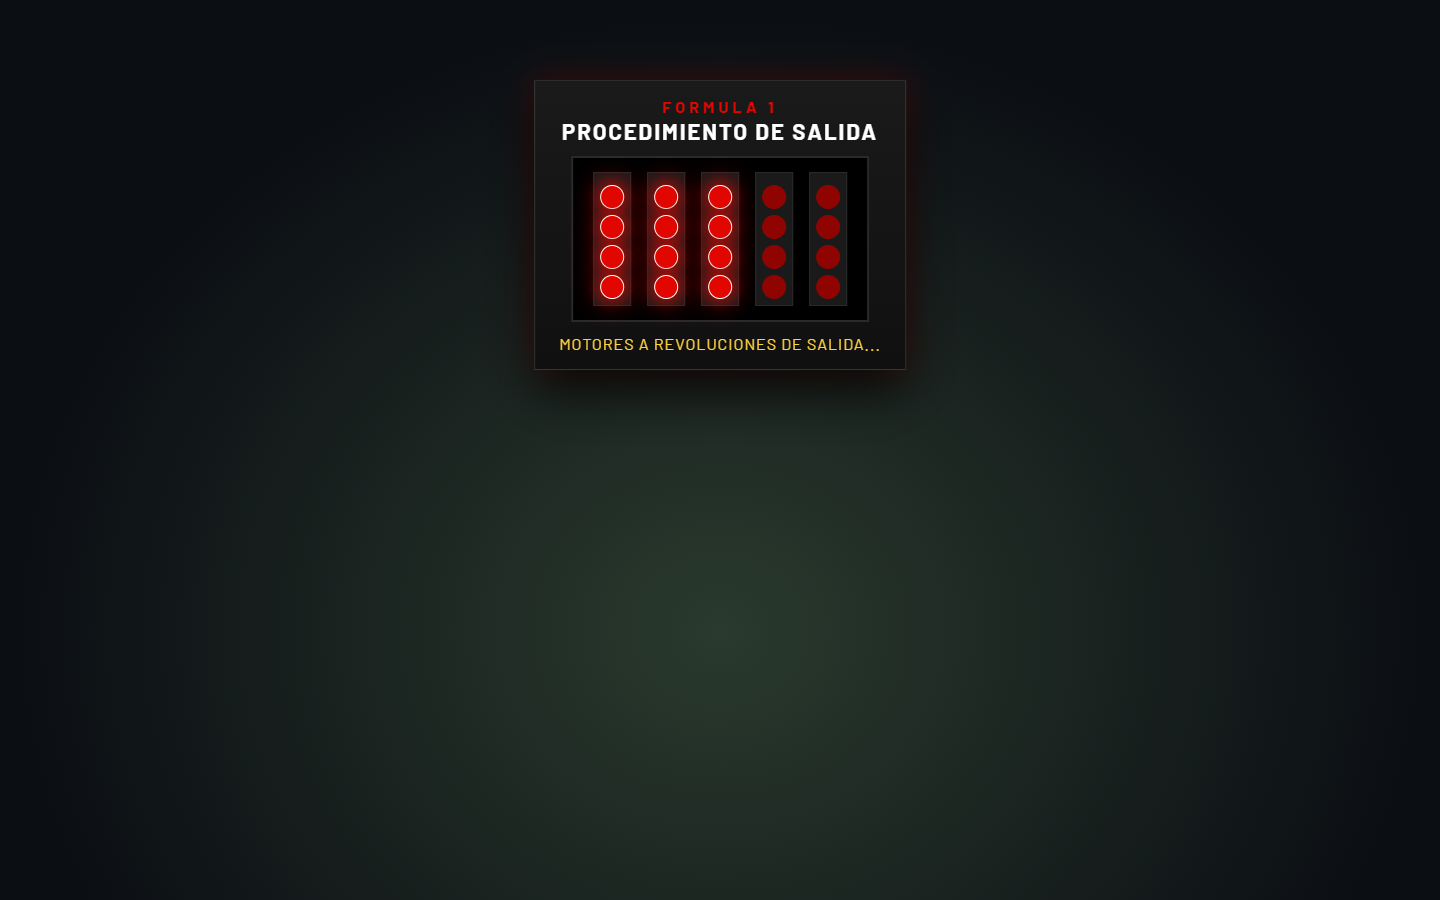 FORMULA 1
PROCEDIMIENTO DE SALIDA
MOTORES A REVOLUCIONES DE SALIDA...